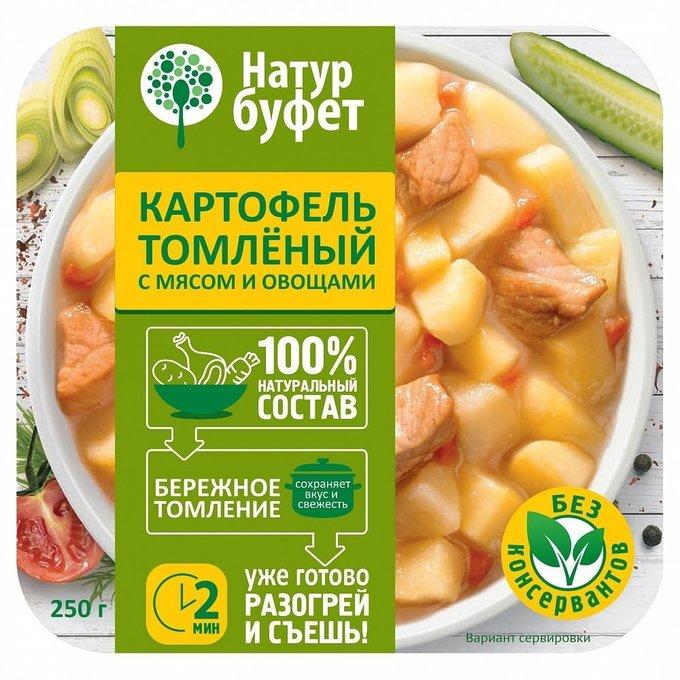 Натур
буфет
КАРТОФЕЛЬ
ТОМЛЁНЫЙ
С МЯСОМ И ОВОЩАМИ
100%
НАТУРАЛЬНЫЙ
СОСТАВ
БЕРЕЖНОЕ
ТОМЛЕНИЕ
сохраняет
вкус и
свежесть
2
МИН
уже готово
РАЗОГРЕЙ
И СЪЕШЬ!
250 г
БЕЗ
КОНСЕРВАНТОВ
Вариант сервировки